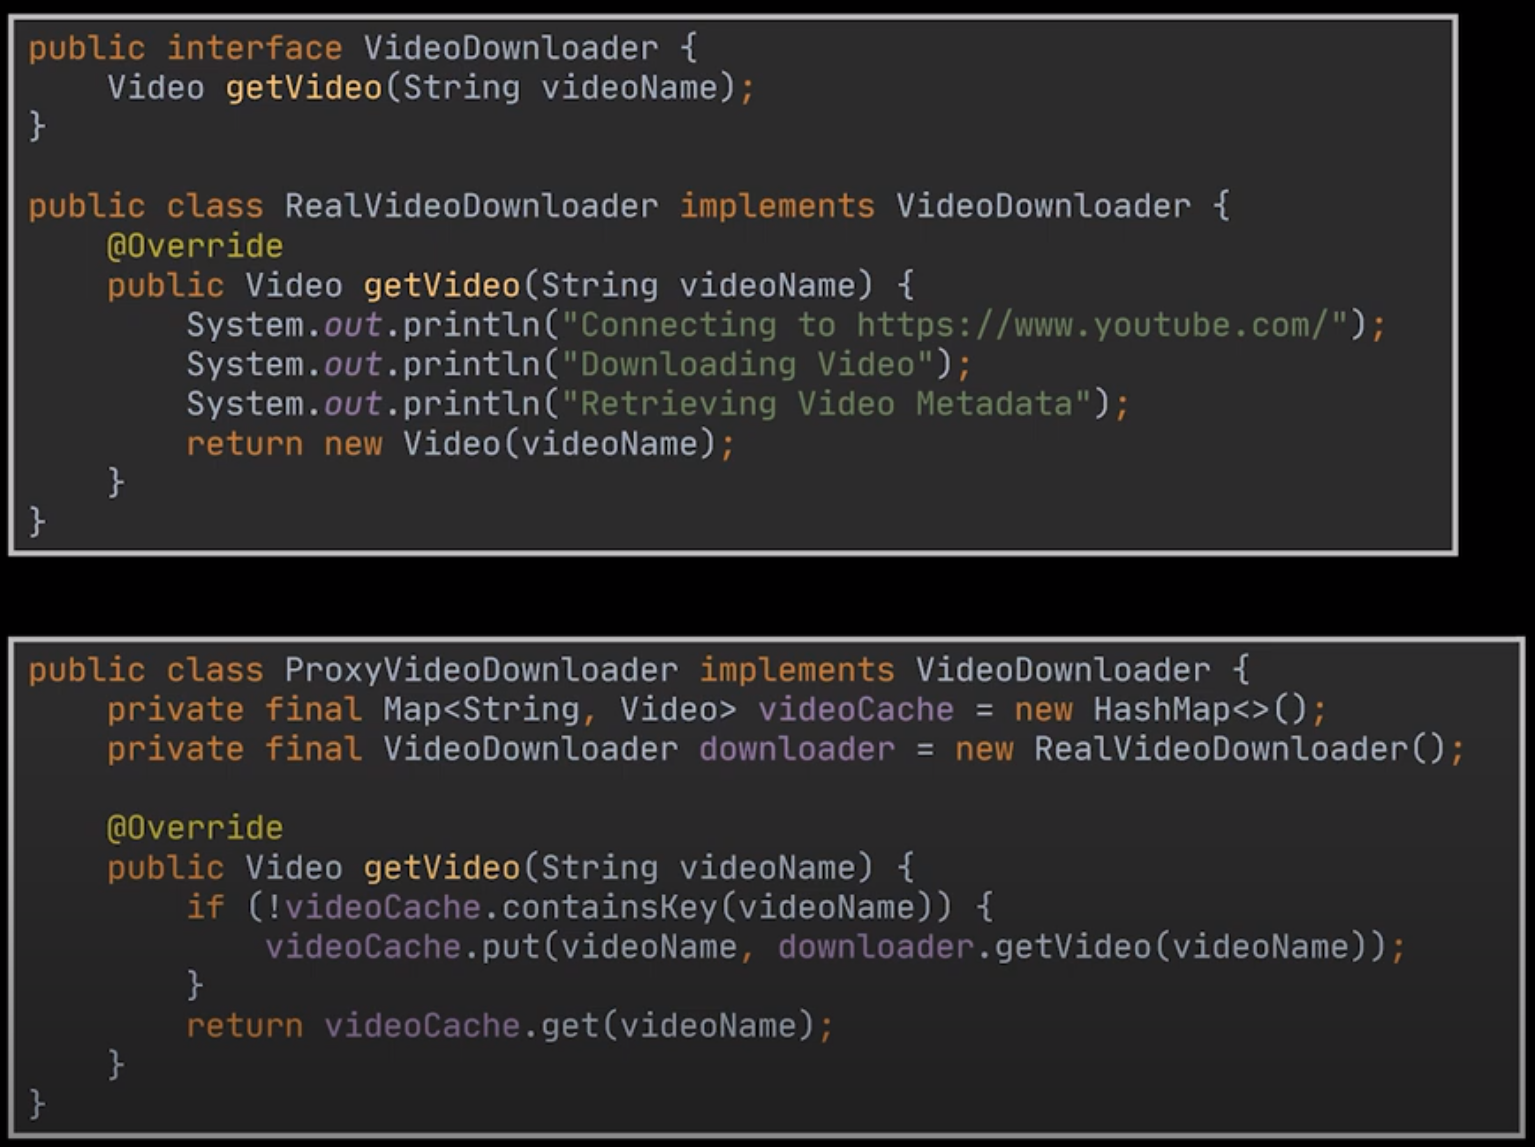 public interface VideoDownloader {
    Video getVideo(String videoName);
}
public class RealVideoDownloader implements VideoDownloader {
    @Override
    public Video getVideo(String videoName) {
        System.out.println("Connecting to https://www.youtube.com/");
        System.out.println("Downloading Video");
        System.out.println("Retrieving Video Metadata");
        return new Video(videoName);
    }
}
public class ProxyVideoDownloader implements VideoDownloader {
    private final Map<String, Video> videoCache = new HashMap<>();
    private final VideoDownloader downloader = new RealVideoDownloader();
    @Override
    public Video getVideo(String videoName) {
        if (!videoCache.containsKey(videoName)) {
            videoCache.put(videoName, downloader.getVideo(videoName));
        }
        return videoCache.get(videoName);
    }
}